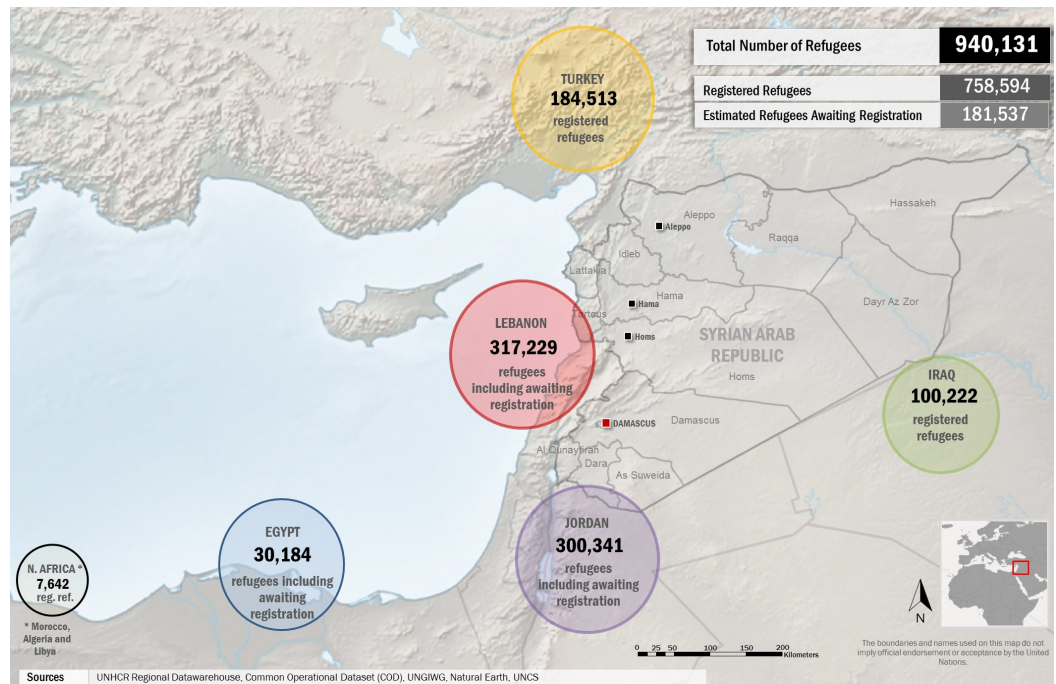 Total Number of Refugees 940,131
Registered Refugees 758,594
Estimated Refugees Awaiting Registration 181,537
TURKEY
184,513
registered
refugees
Hassakeh
Aleppo
Aleppo
Raqqa
Idleb
Lattakia
Hama
Hama
Dayr Az Zor
Tartous
Homs
SYRIAN ARAB
REPUBLIC
Homs
LEBANON
317,229
refugees
including awaiting
registration
IRAQ
100,222
registered
refugees
DAMASCUS
Damascus
Al Qunaytirah
Dara
As Suweida
JORDAN
300,341
refugees
including awaiting
registration
EGYPT
30,184
refugees including
awaiting
registration
N. AFRICA *
7,642
reg. ref.
* Morocco,
Algeria and
Libya
N
0 25 50 100 150 200
Kilometers
The boundaries and names used on this map do not
imply official endorsement or acceptance by the United
Nations.
Sources UNHCR Regional Datawarehouse, Common Operational Dataset (COD), UNGIWG, Natural Earth, UNCS